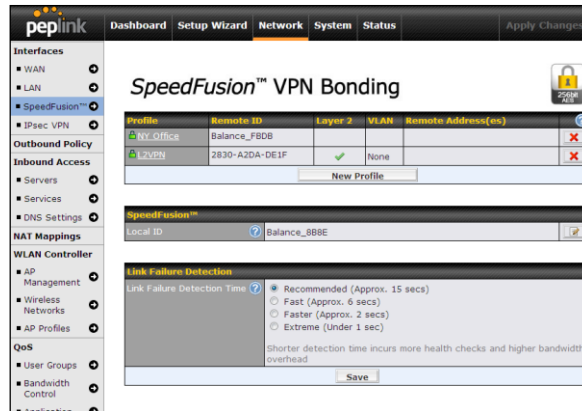 peplink
Dashboard Setup Wizard Network System Status Apply Changes
Interfaces
WAN
LAN
SpeedFusion™
IPsec VPN
Outbound Policy
Inbound Access
Servers
Services
DNS Settings
NAT Mappings
WLAN Controller
AP
Management
Wireless
Networks
AP Profiles
QoS
User Groups
Bandwidth
Control
Application
SpeedFusion™ VPN Bonding
256bit
AES
Profile Remote ID Layer 2 VLAN Remote Address(es)
NY Office Balance_FBDB
L2VPN 2830-A2DA-DE1F None
New Profile
SpeedFusion™
Local ID Balance_8B8E
Link Failure Detection
Link Failure Detection Time
Recommended (Approx. 15 secs)
Fast (Approx. 6 secs)
Faster (Approx. 2 secs)
Extreme (Under 1 sec)
Shorter detection time incurs more health checks and higher bandwidth
overhead
Save